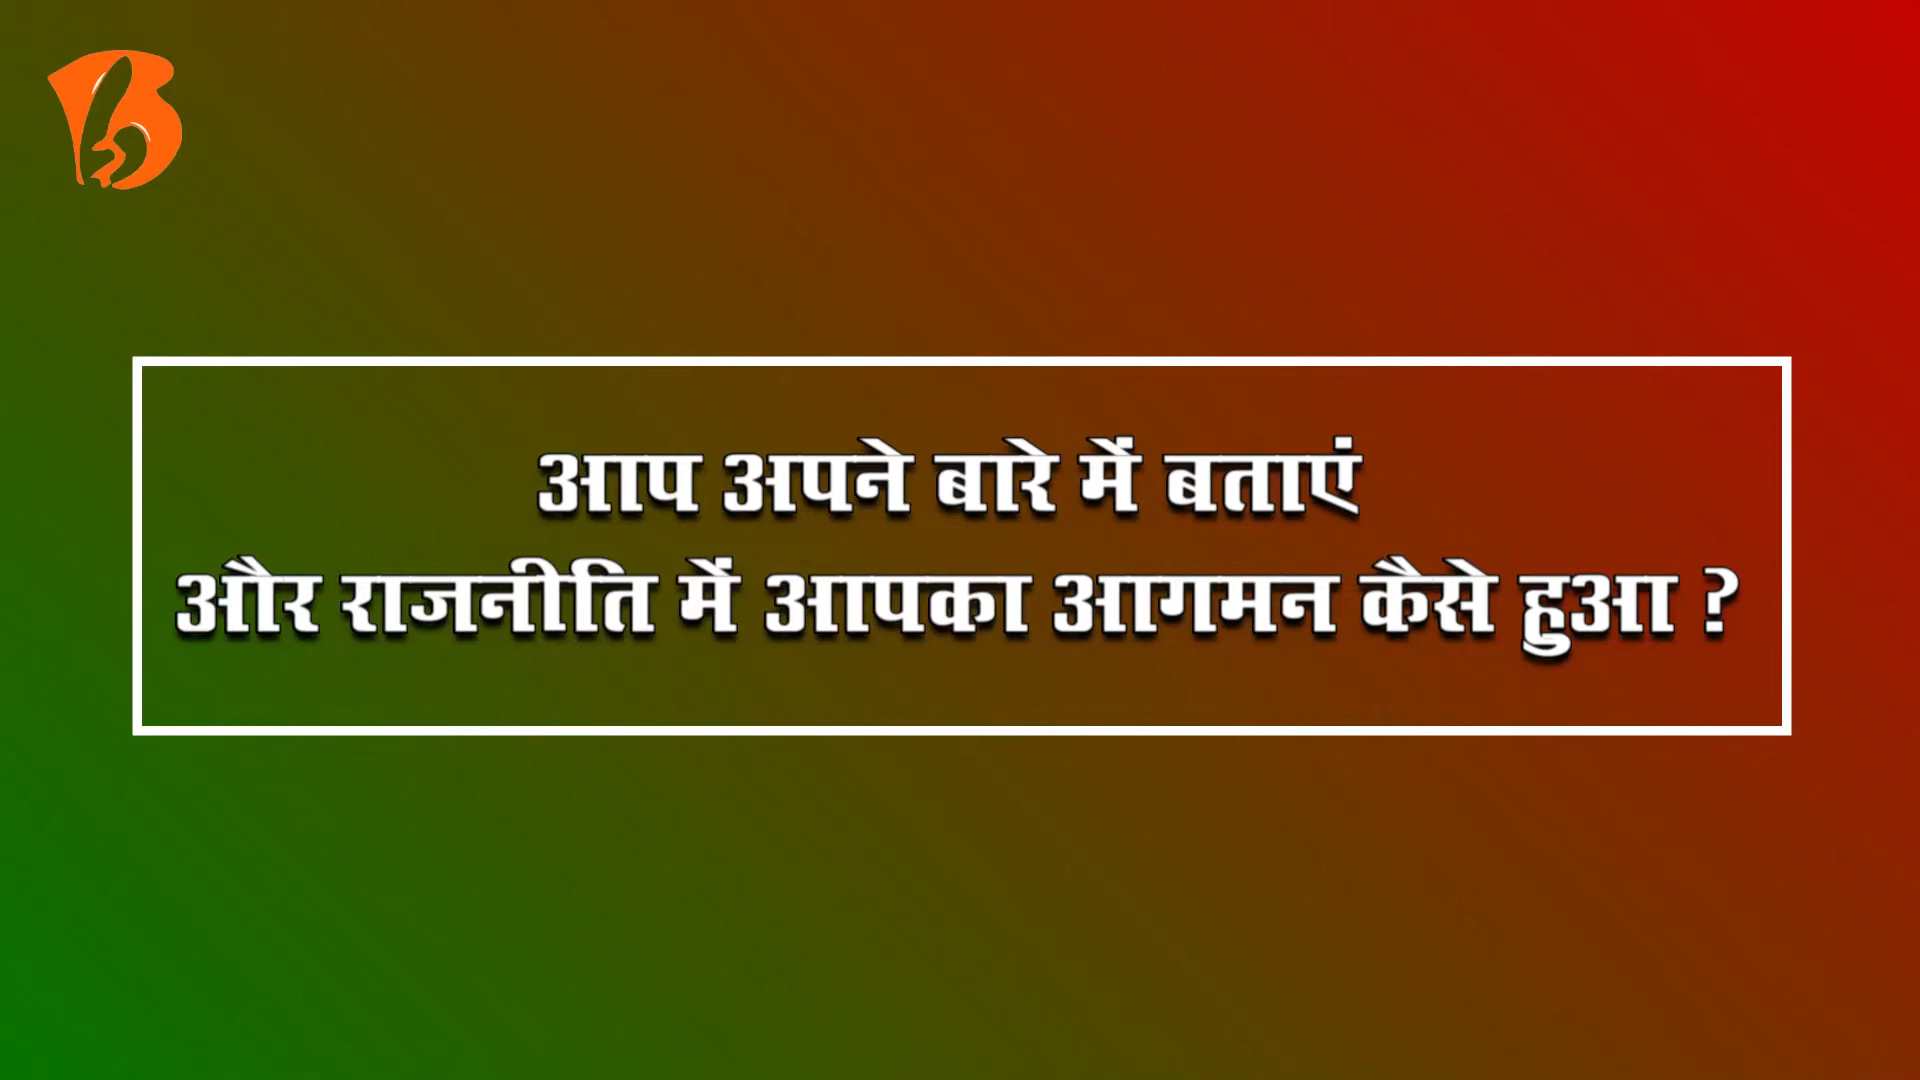 आप अपने बारे में बताएं
और राजनीति में आपका आगमन कैसे हुआ ?